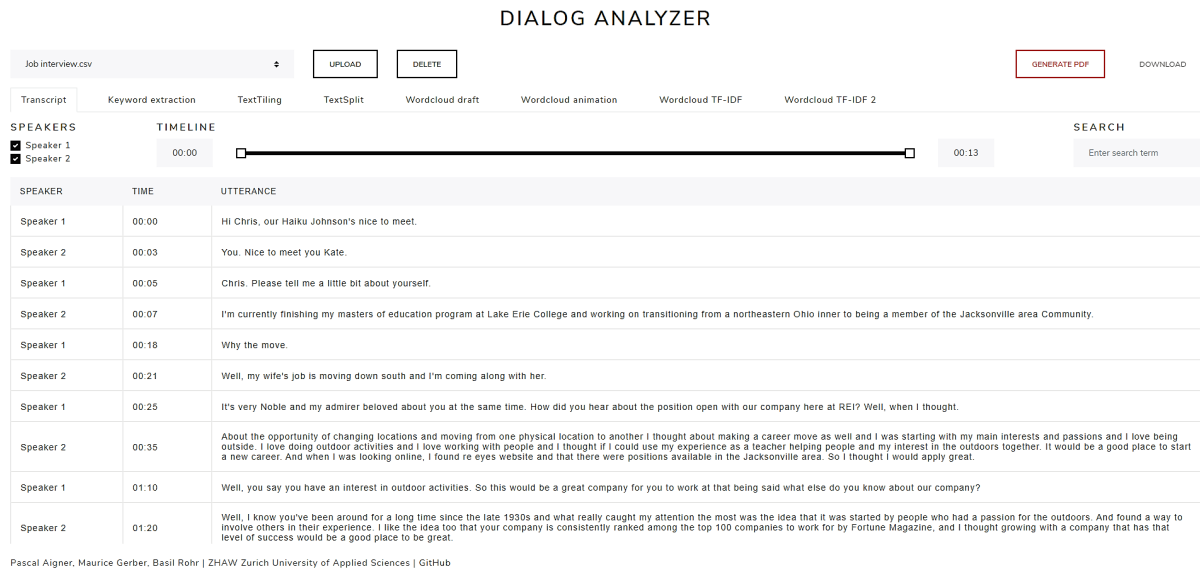 DIALOG ANALYZER
Job interview.csv
UPLOAD
DELETE
GENERATE PDF
DOWNLOAD
Transcript
Keyword extraction
TextTiling
TextSplit
Wordcloud draft
Wordcloud animation
Wordcloud TF-IDF
Wordcloud TF-IDF 2
SPEAKERS
Speaker 1
Speaker 2
TIMELINE
00:00
00:13
SEARCH
Enter search term
SPEAKER TIME UTTERANCE
Speaker 1 00:00 Hi Chris, our Haiku Johnson's nice to meet.
Speaker 2 00:03 You. Nice to meet you Kate.
Speaker 1 00:05 Chris. Please tell me a little bit about yourself.
Speaker 2 00:07 I'm currently finishing my masters of education program at Lake Erie College and working on transitioning from a northeastern Ohio inner to being a member of the Jacksonville area Community.
Speaker 1 00:18 Why the move.
Speaker 2 00:21 Well, my wife's job is moving down south and I'm coming along with her.
Speaker 1 00:25 It's very Noble and my admirer beloved about you at the same time. How did you hear about the position open with our company here at REI? Well, when I thought.
Speaker 2 00:35 About the opportunity of changing locations and moving from one physical location to another I thought about making a career move as well and I was starting with my main interests and passions and I love being
outside. I love doing outdoor activities and I love working with people and I thought if I could use my experience as a teacher helping people and my interest in the outdoors together. It would be a good place to start
a new career. And when I was looking online, I found re eyes website and that there were positions available in the Jacksonville area. So I thought I would apply great.
Speaker 1 01:10 Well, you say you have an interest in outdoor activities. So this would be a great company for you to work at that being said what else do you know about our company?
Speaker 2 01:20 Well, I know you've been around for a long time since the late 1930s and what really caught my attention the most was the idea that it was started by people who had a passion for the outdoors. And found a way to
involve others in their experience. I like the idea too that your company is consistently ranked among the top 100 companies to work for by Fortune Magazine, and I thought growing with a company that has that
level of success would be a good place to be great.
Pascal Aigner, Maurice Gerber, Basil Rohr | ZHAW Zurich University of Applied Sciences | GitHub